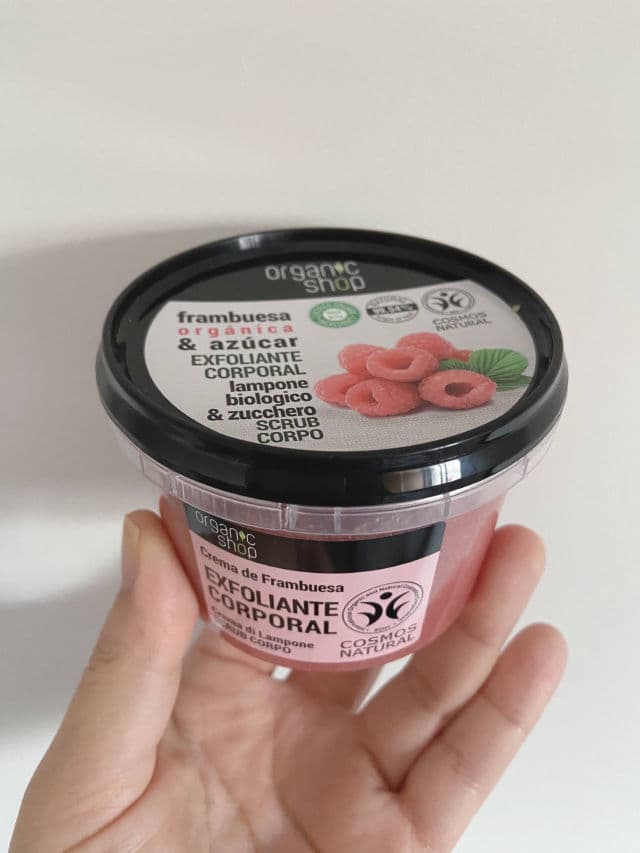 organic
shop
frambuesa
orgánica
& azúcar
EXFOLIANTE
CORPORAL
lampone
biologico
& zucchero
SCRUB
CORPO
COSMOS
NATURAL
organic
shop
Crema de Frambuesa
EXFOLIANTE
CORPORAL
Crema di Lampone
SCRUB CORPO
COSMOS
NATURAL